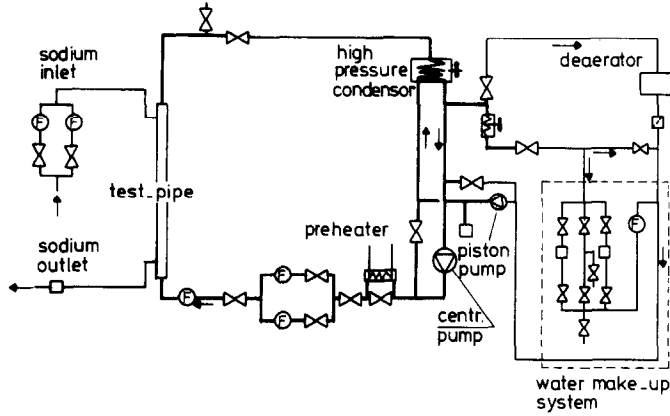 sodium
inlet
F
F
test_pipe
sodium
outlet
high
pressure
condensor
deaerator
preheater
piston
pump
centr.
pump
F
F
F
F
water make_up
system